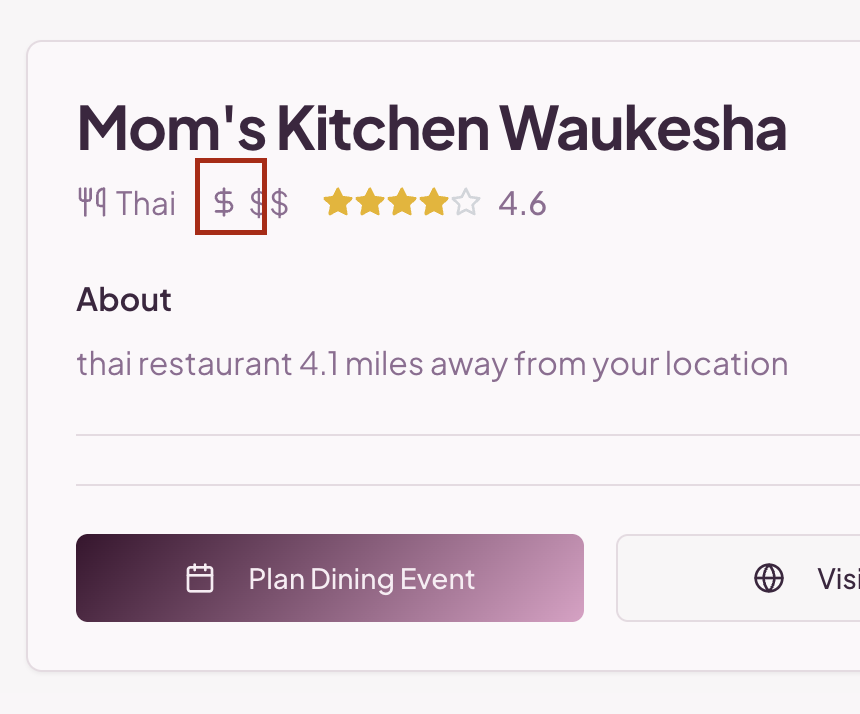 Mom's Kitchen Waukesha
Thai $ $$ 4.6
About
thai restaurant 4.1 miles away from your location
Plan Dining Event
Visi